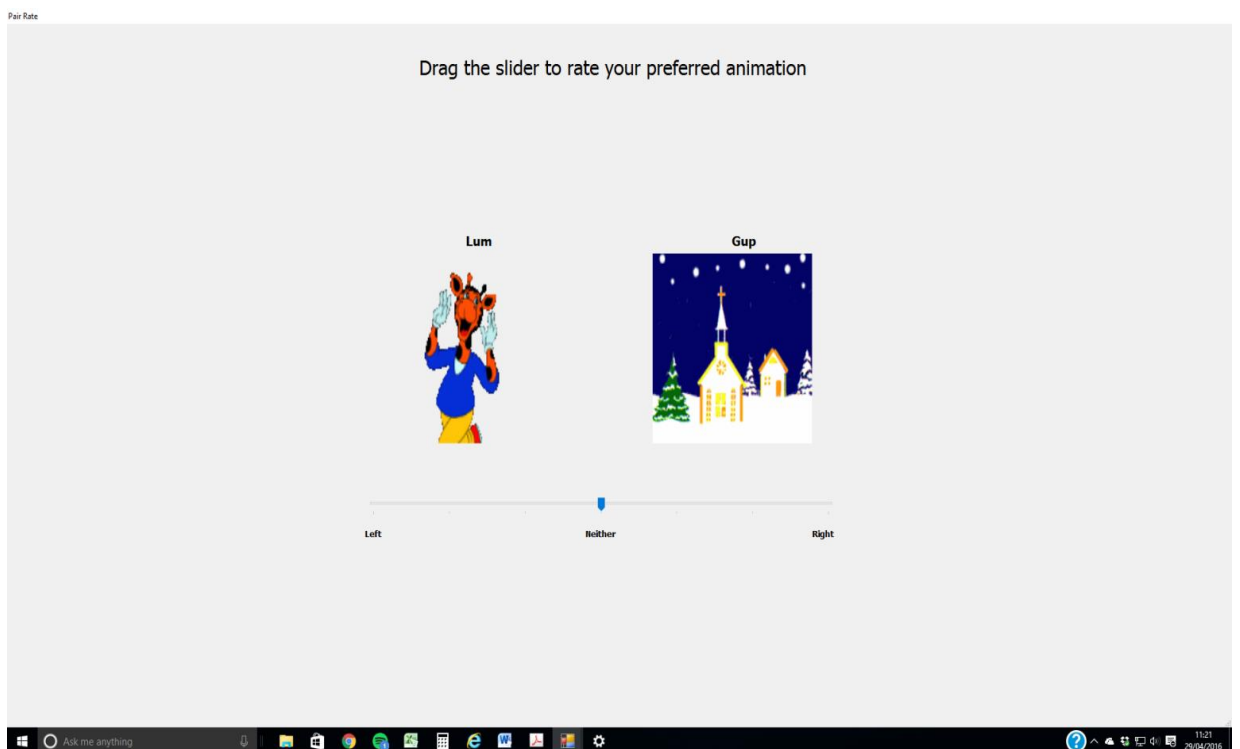 Pair Rate
Drag the slider to rate your preferred animation
Lum Gup
Left Neither Right
Ask me anything 11:21
29/04/2016